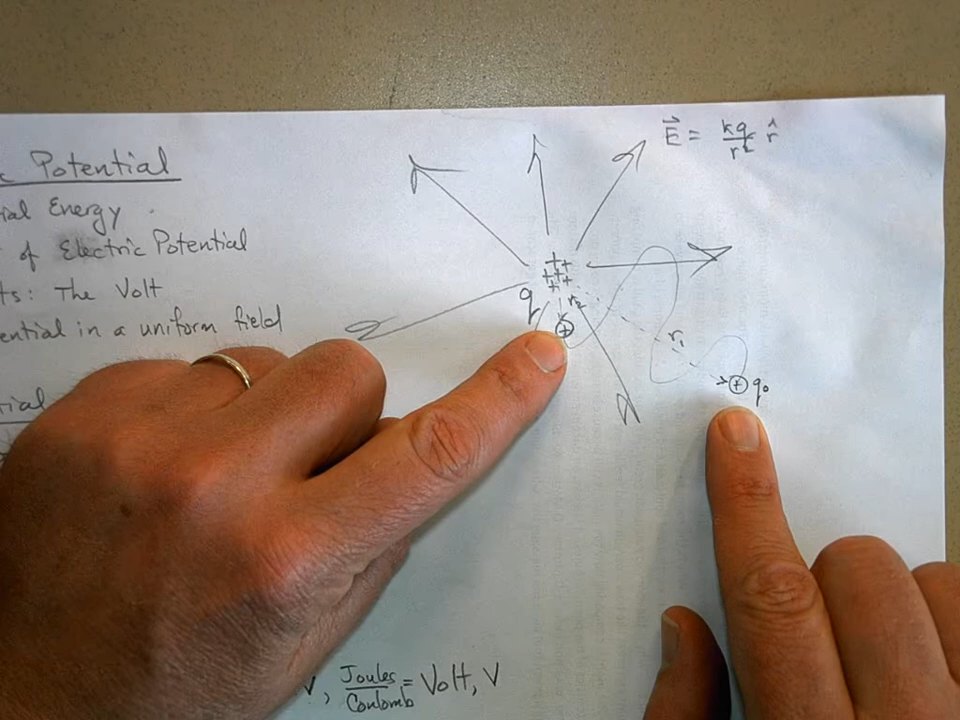 c Potential
ial Energy
of Electric Potential
ts: The Volt
ential in a uniform field
tial
E⃗ = kq/r² r̂
++
+++
+
q
r₂
+
r₁
+ q₀
V, Joules/Coulomb = Volt, V